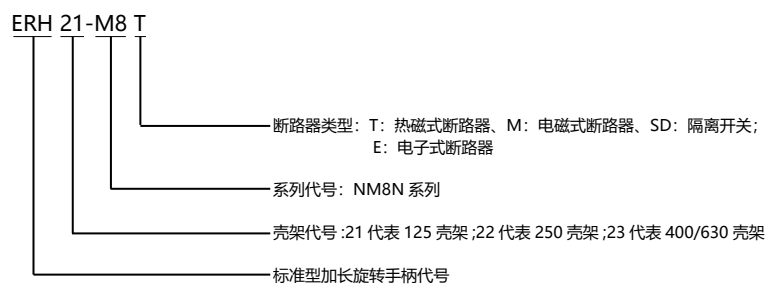 ERH 21-M8 T
断路器类型：T：热磁式断路器、M：电磁式断路器、SD：隔离开关；
E：电子式断路器
系列代号：NM8N 系列
壳架代号:21 代表 125 壳架;22 代表 250 壳架;23 代表 400/630 壳架
标准型加长旋转手柄代号